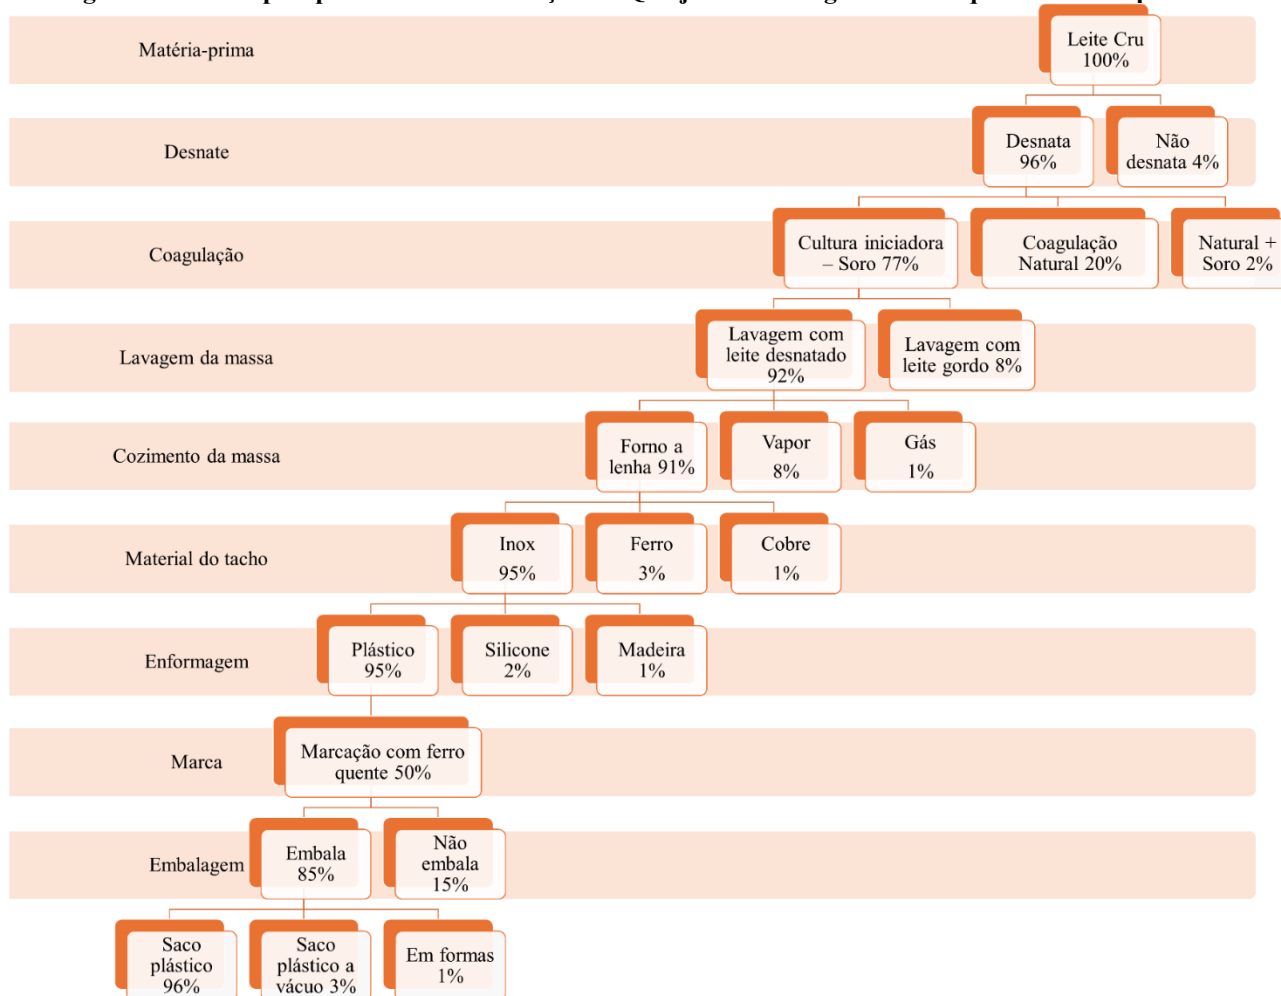 Matéria-prima
Leite Cru
100%
Desnate
Desnata
96%
Não
desnata 4%
Coagulação
Cultura iniciadora
– Soro 77%
Coagulação
Natural 20%
Natural +
Soro 2%
Lavagem da massa
Lavagem com
leite desnatado
92%
Lavagem com
leite gordo 8%
Cozimento da massa
Forno a
lenha 91%
Vapor
8%
Gás
1%
Material do tacho
Inox
95%
Ferro
3%
Cobre
1%
Enformagem
Plástico
95%
Silicone
2%
Madeira
1%
Marca
Marcação com ferro
quente 50%
Embalagem
Embala
85%
Não
embala
15%
Saco
plástico
96%
Saco
plástico a
vácuo 3%
Em formas
1%